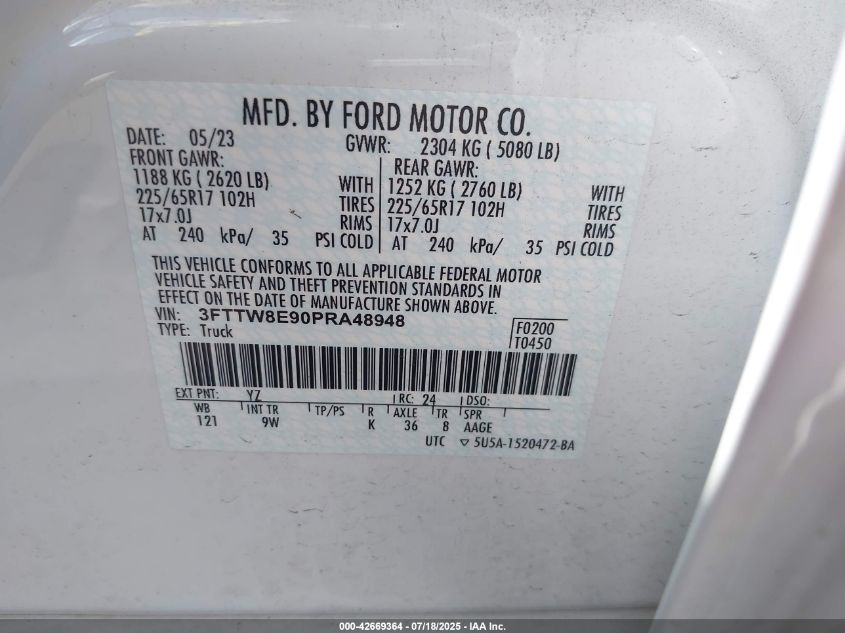 MFD. BY FORD MOTOR CO.
DATE: 05/23 GVWR: 2304 KG ( 5080 LB)
FRONT GAWR: REAR GAWR:
1188 KG ( 2620 LB) WITH 1252 KG ( 2760 LB) WITH
225/65R17 102H TIRES 225/65R17 102H TIRES
17x7.0J RIMS 17x7.0J RIMS
AT 240 kPa/ 35 PSI COLD AT 240 kPa/ 35 PSI COLD
THIS VEHICLE CONFORMS TO ALL APPLICABLE FEDERAL MOTOR
VEHICLE SAFETY AND THEFT PREVENTION STANDARDS IN
EFFECT ON THE DATE OF MANUFACTURE SHOWN ABOVE.
VIN: 3FTTW8E90PRA48948
TYPE: Truck
F0200
T0450
EXT PNT: YZ RC: 24 DSO:
WB INT TR TP/PS R AXLE TR SPR
121 9W K 36 8 AAGE
UTC ▽ 5U5A-1520472-BA
000-42669364 / 07/18/2025 - IAA Inc.